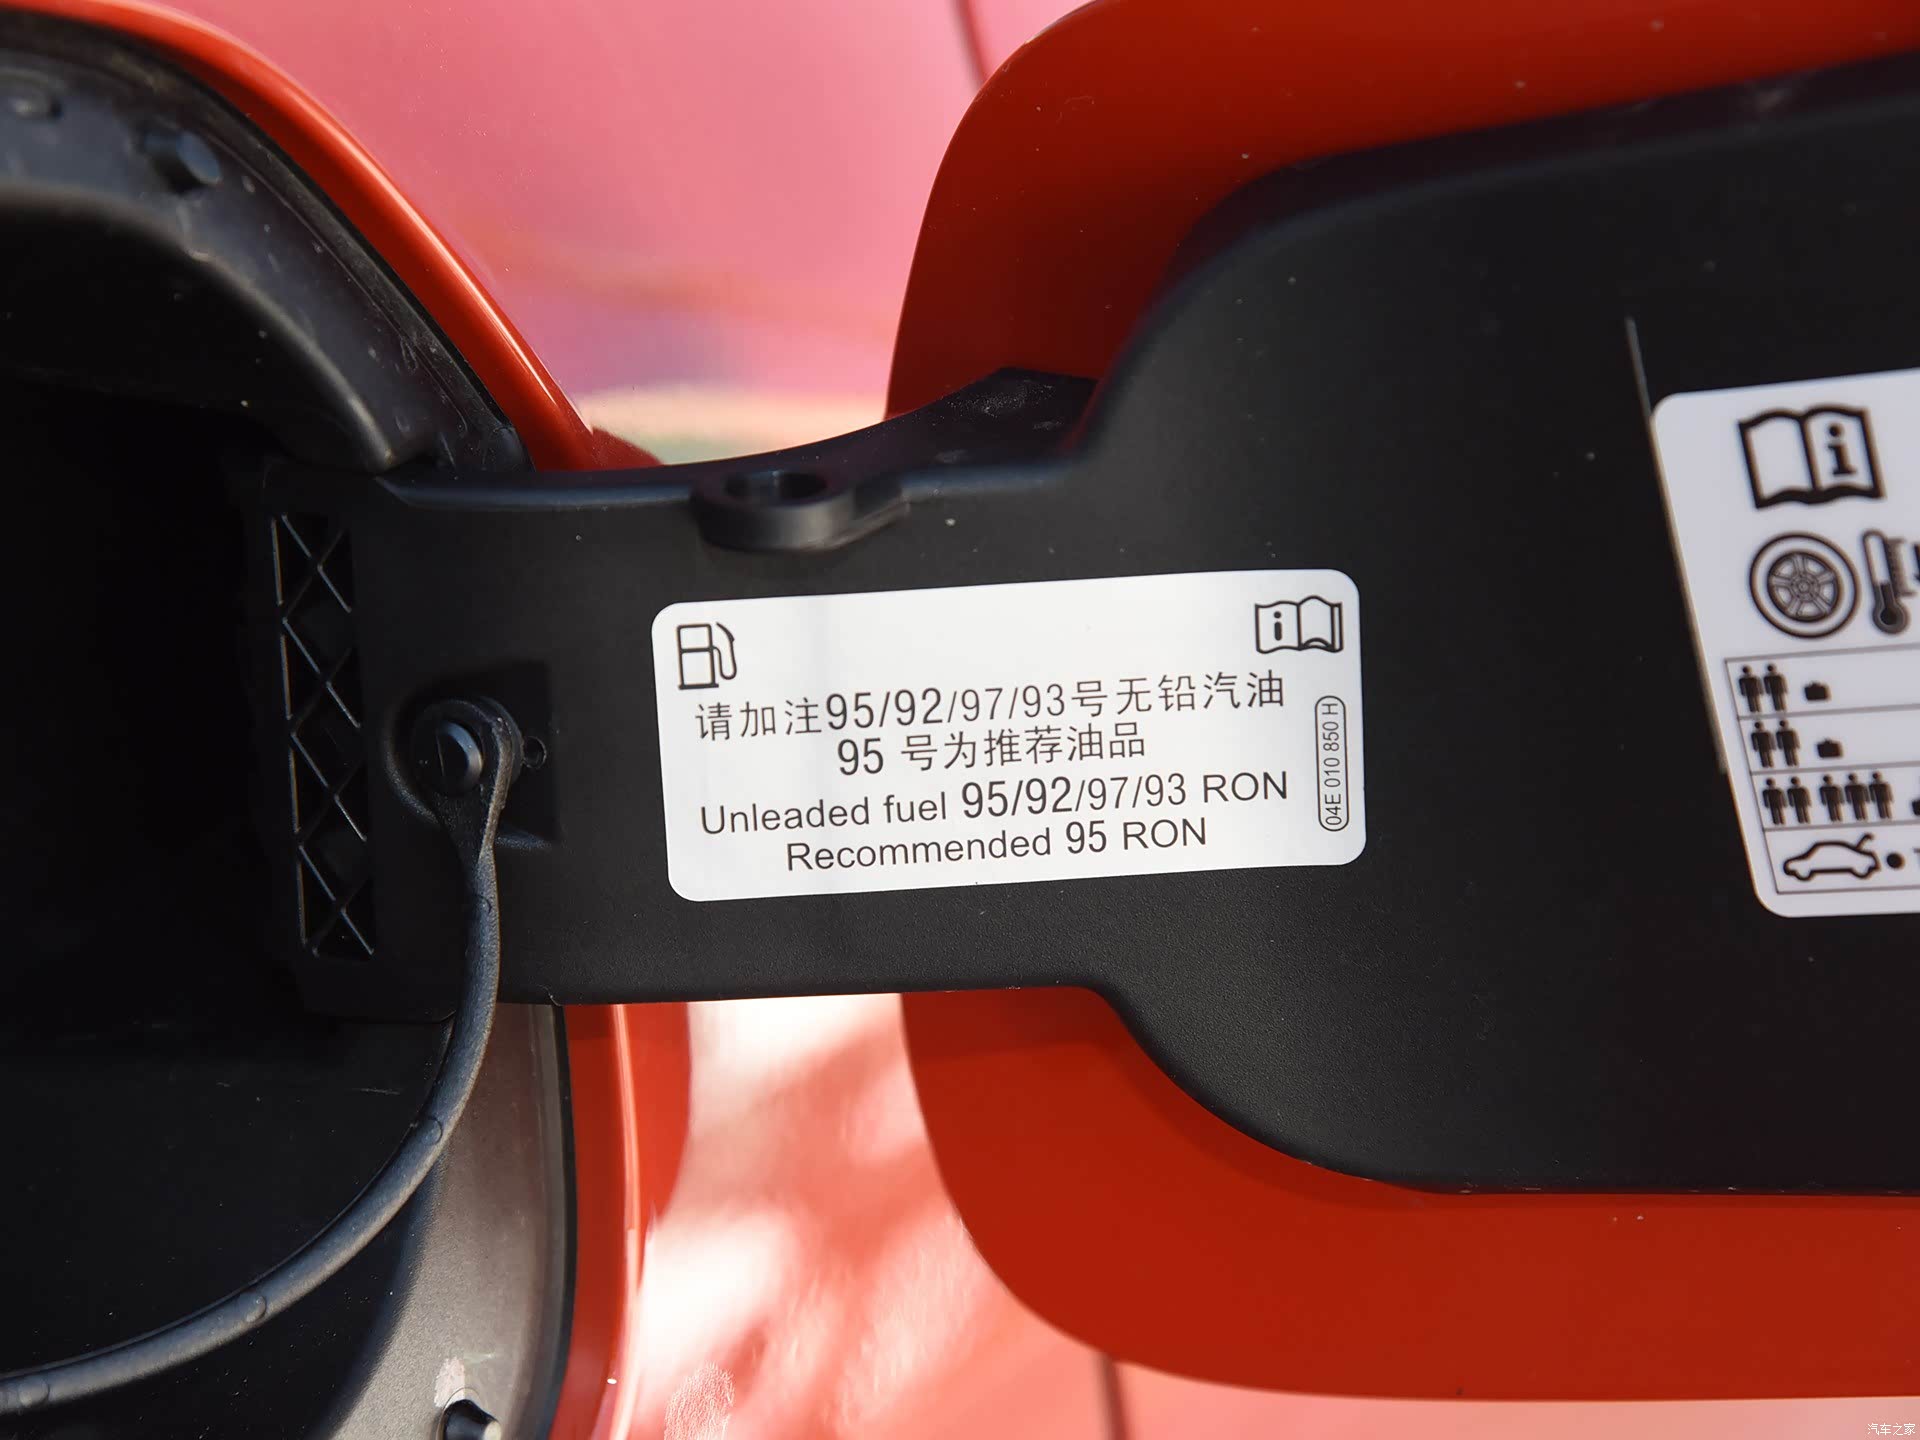 请加注95/92/97/93号无铅汽油
95 号为推荐油品
Unleaded fuel 95/92/97/93 RON
Recommended 95 RON
04E 010 850 H
汽车之家